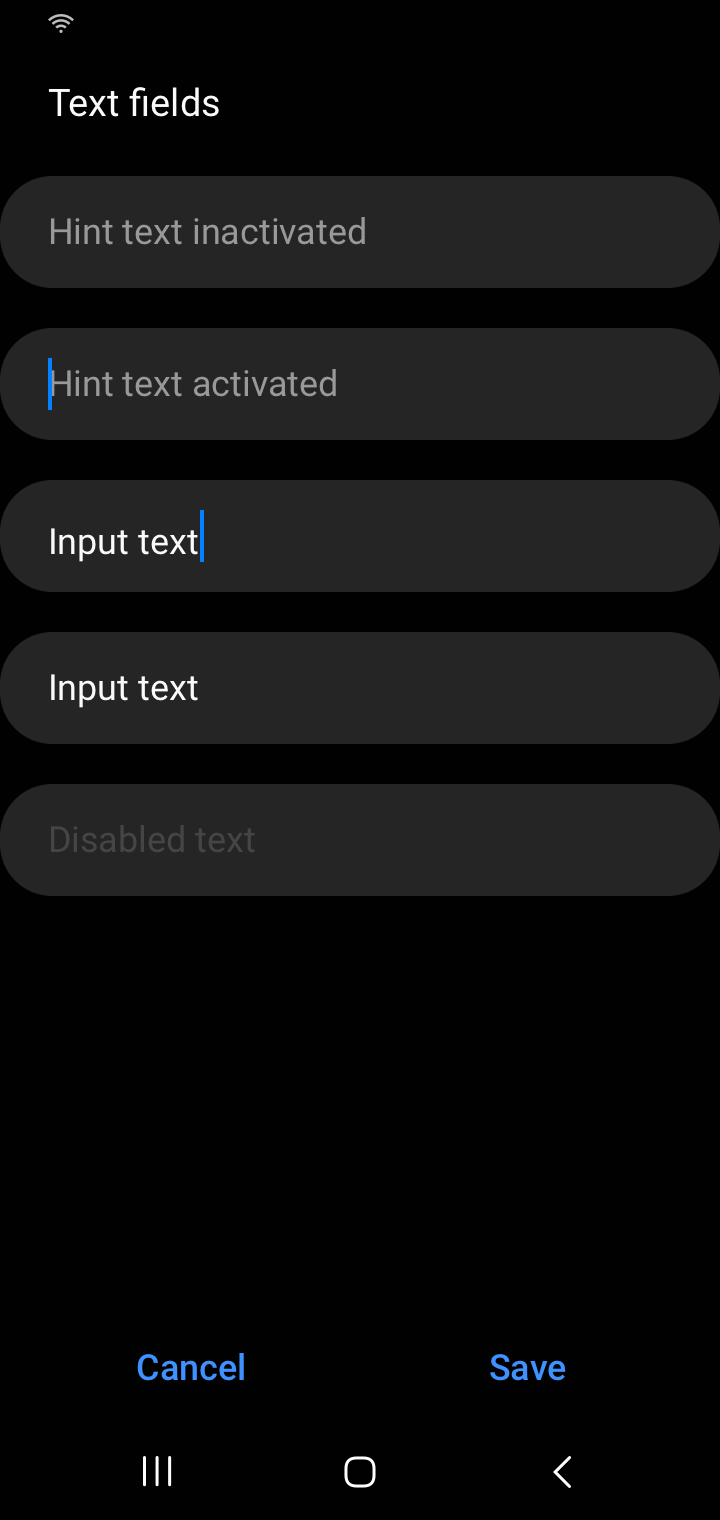 Text fields
Hint text inactivated
Hint text activated
Input text
Input text
Disabled text
Cancel Save